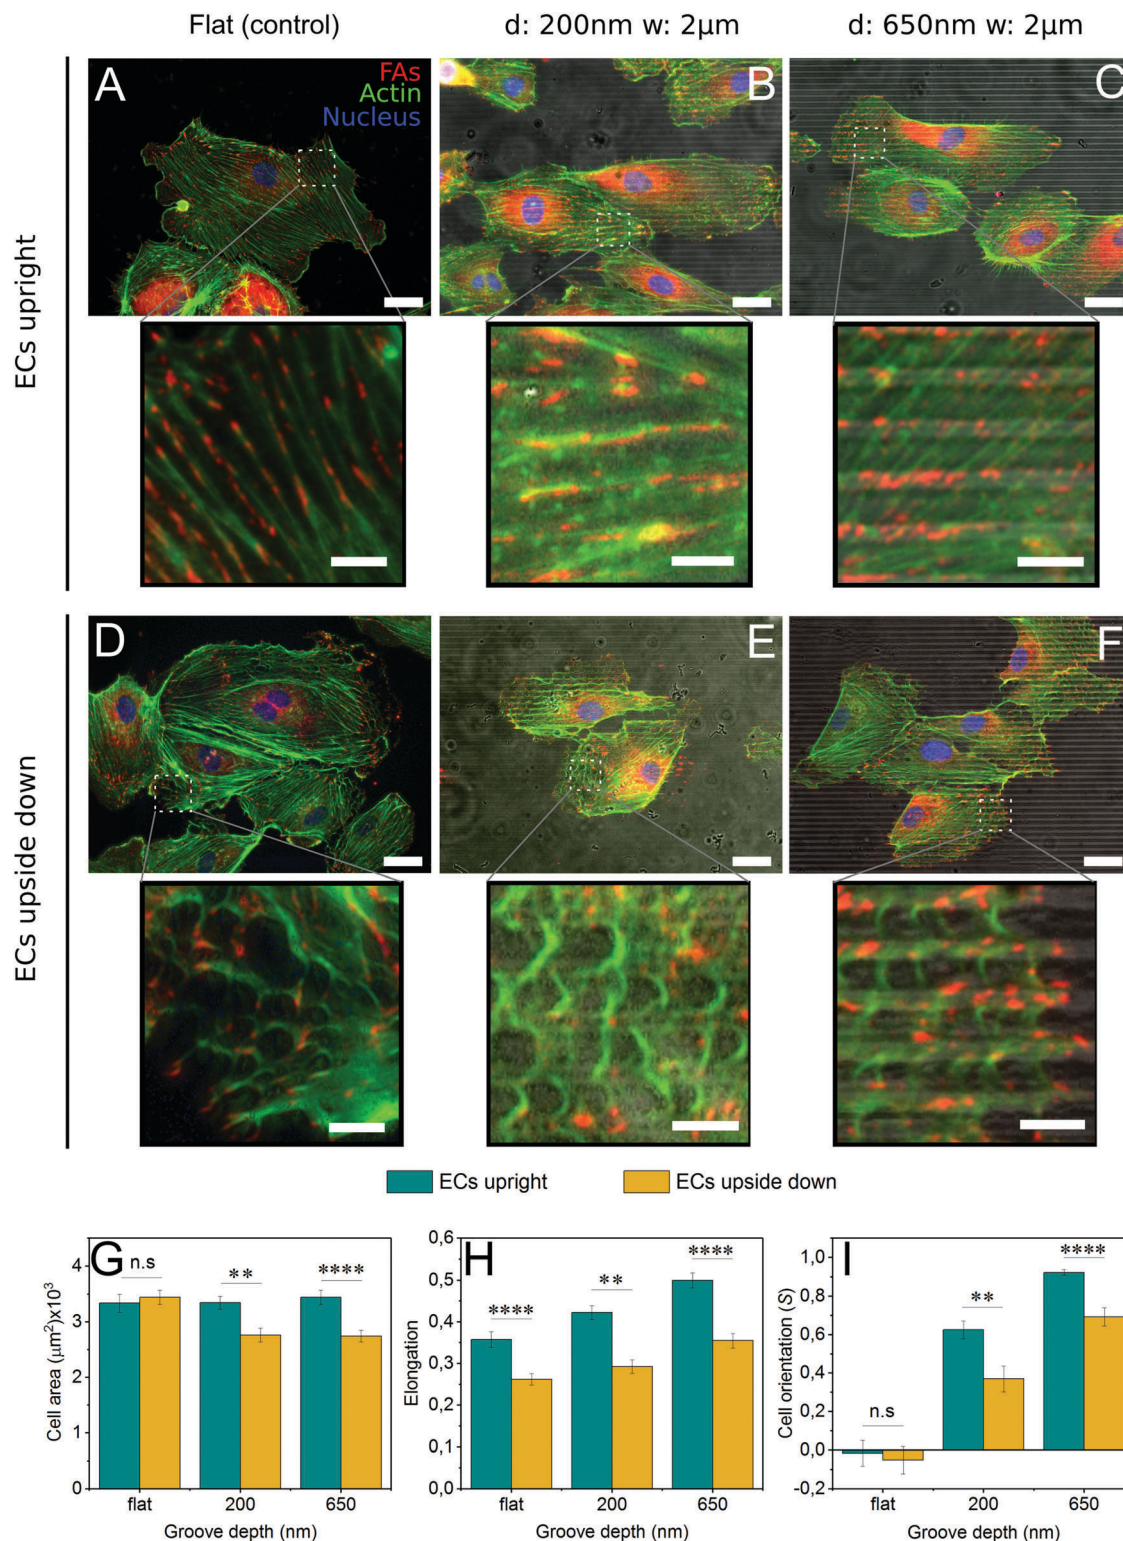 Flat (control)
d: 200nm w: 2μm
d: 650nm w: 2μm
ECs upright
A
FAs
Actin
Nucleus
B
C
ECs upside down
D
E
F
ECs upright
ECs upside down
G
Cell area (μm²)x10³
4
3
2
1
0
n.s
**
****
flat
200
650
Groove depth (nm)
H
Elongation
0,6
0,5
0,4
0,3
0,2
0,1
0,0
****
**
****
flat
200
650
Groove depth (nm)
I
Cell orientation (S)
1,0
0,8
0,6
0,4
0,2
0,0
-0,2
n.s
**
****
flat
200
650
Groove depth (nm)